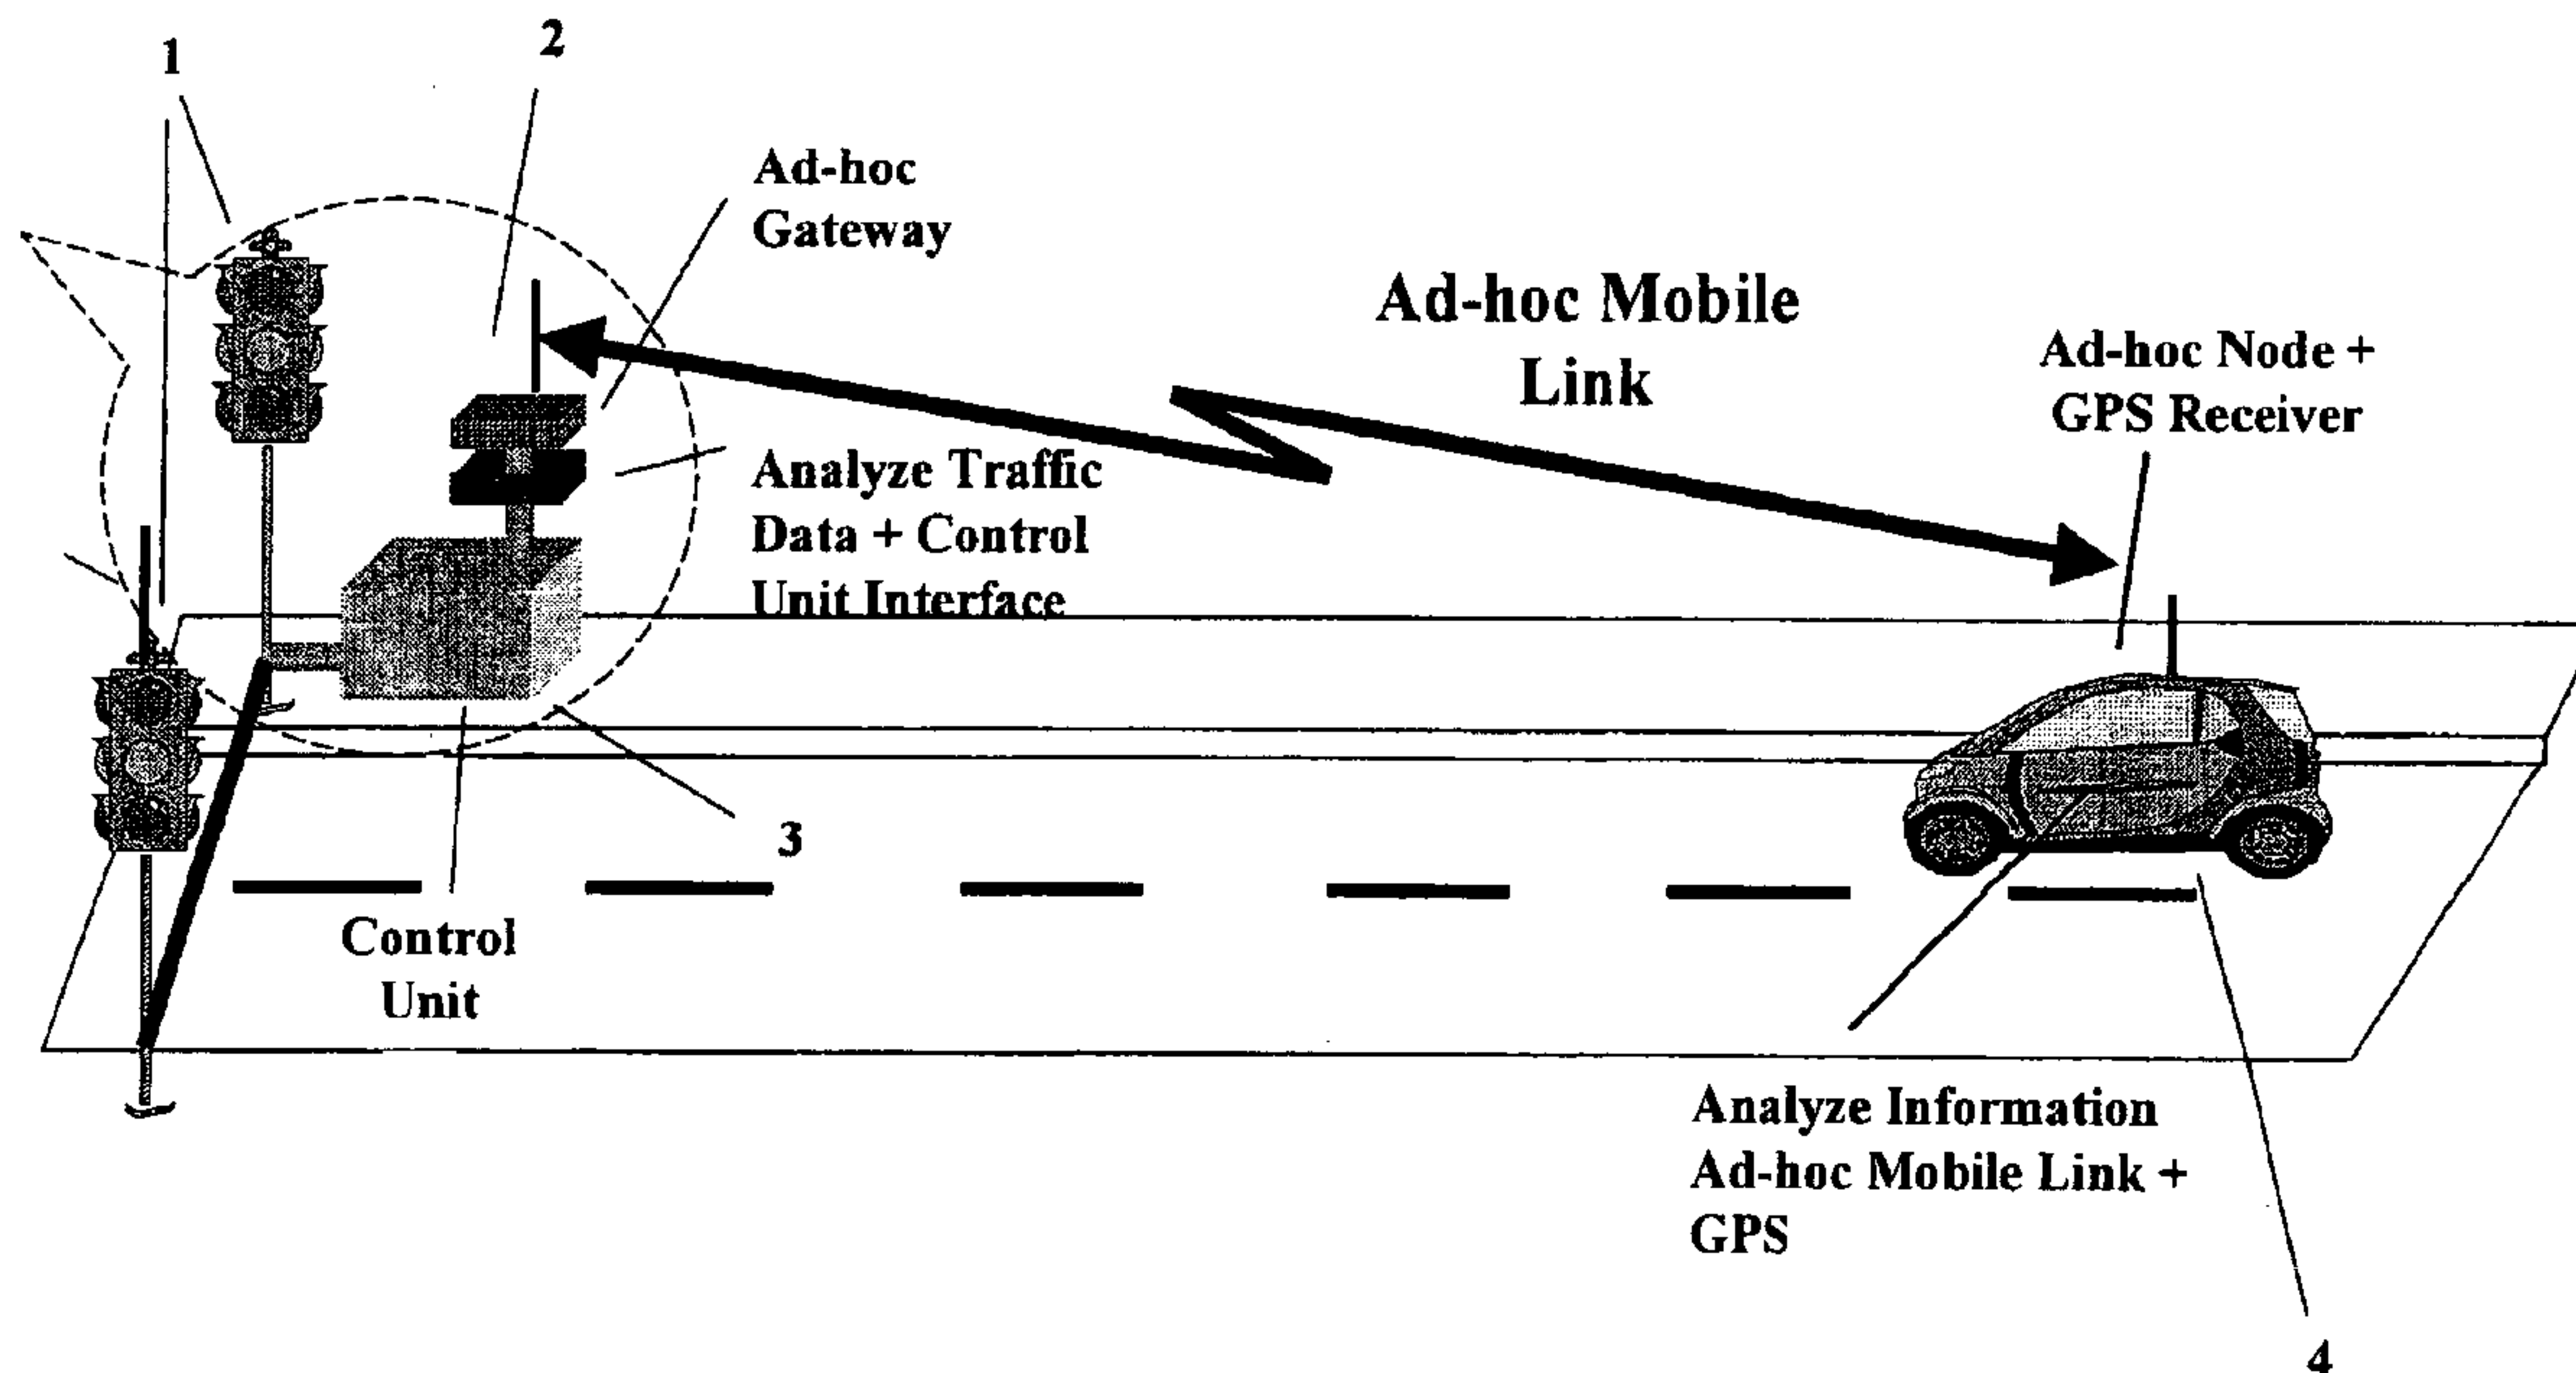 1
2
Ad-hoc
Gateway
Ad-hoc Mobile
Link
Ad-hoc Node +
GPS Receiver
Analyze Traffic
Data + Control
Unit Interface
3
Control
Unit
Analyze Information
Ad-hoc Mobile Link +
GPS
4